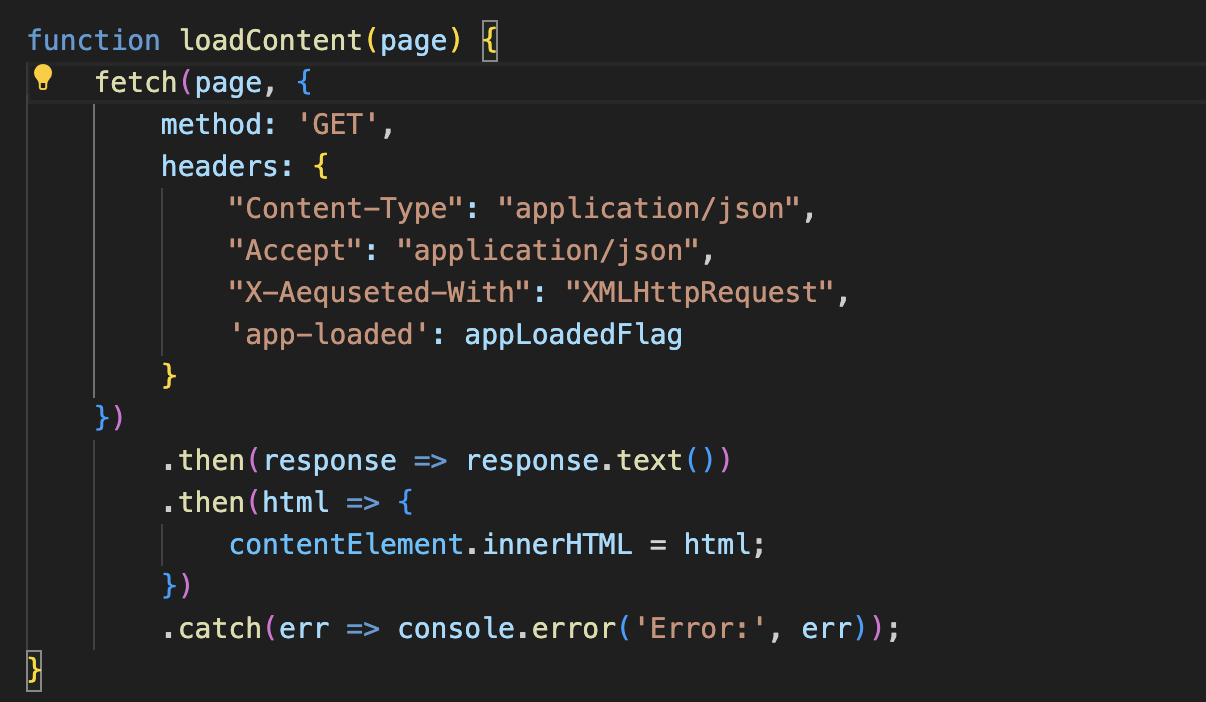 function loadContent(page) {
    fetch(page, {
        method: 'GET',
        headers: {
            "Content-Type": "application/json",
            "Accept": "application/json",
            "X-Aequseted-With": "XMLHttpRequest",
            'app-loaded': appLoadedFlag
        }
    })
        .then(response => response.text())
        .then(html => {
            contentElement.innerHTML = html;
        })
        .catch(err => console.error('Error:', err));
}